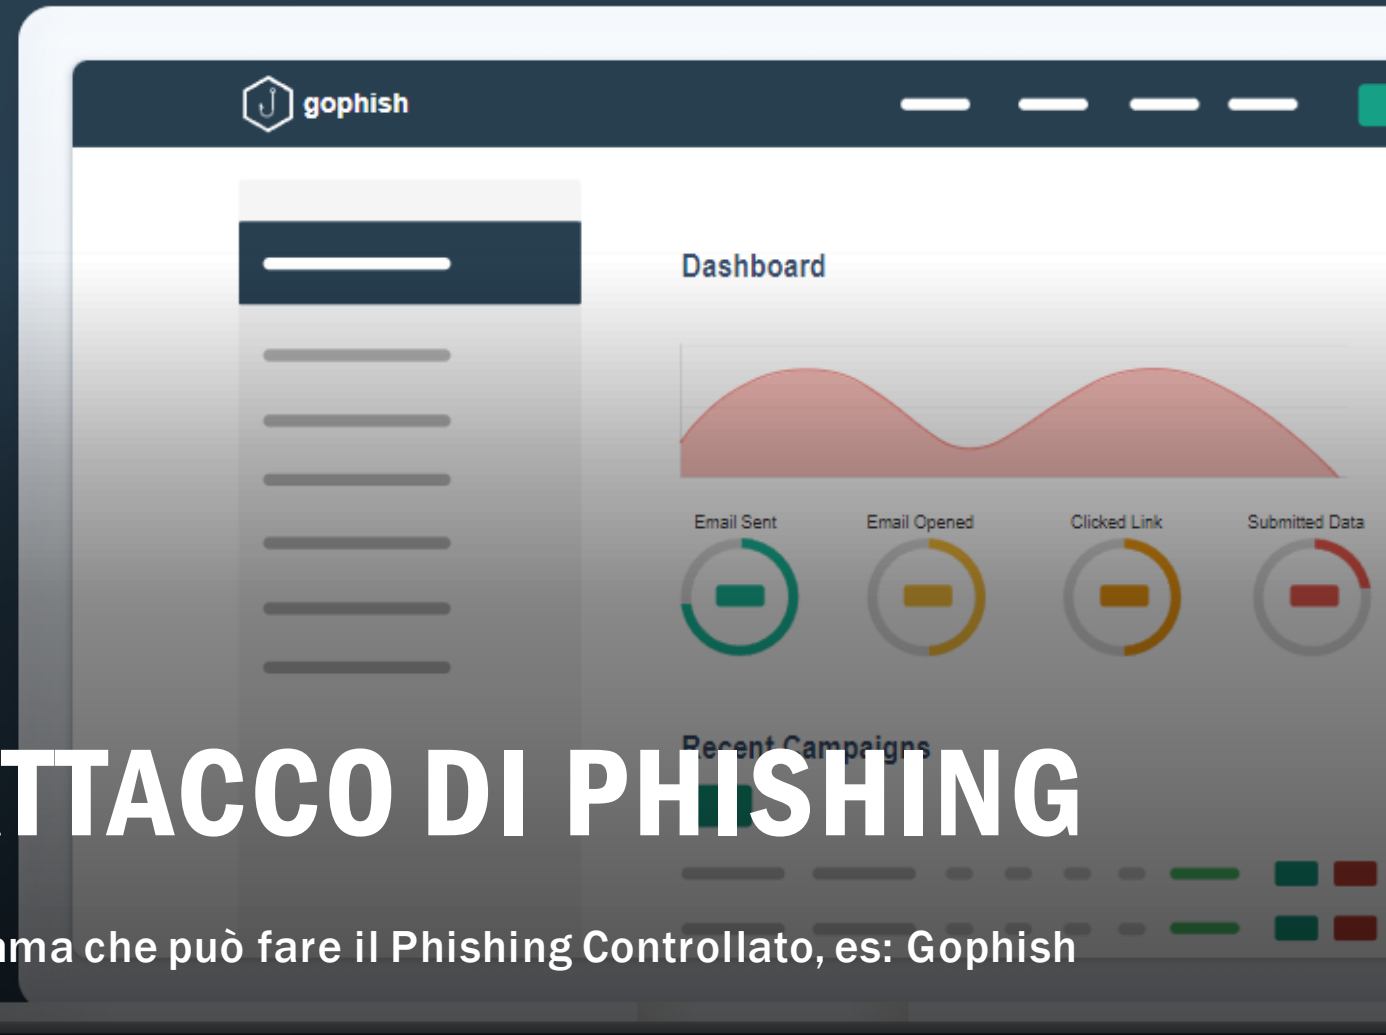 gophish
Dashboard
Email Sent
Email Opened
Clicked Link
Submitted Data
Recent Campaigns
TTACCO DI PHISHING
ma che può fare il Phishing Controllato, es: Gophish